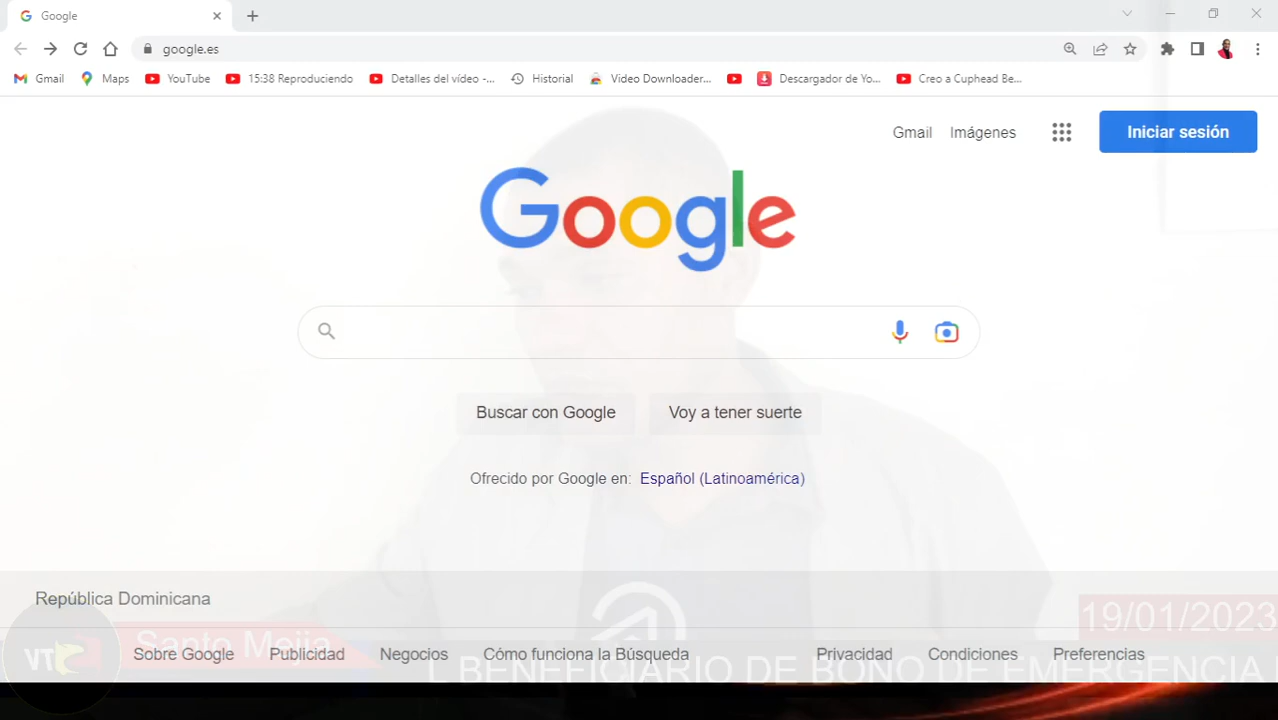 Google
google.es
Gmail Maps YouTube 15:38 Reproduciendo Detalles del vídeo -... Historial Video Downloader... Descargador de Yo... Creo a Cuphead Be...
Gmail Imágenes Iniciar sesión
Google
Buscar con Google Voy a tener suerte
Ofrecido por Google en: Español (Latinoamérica)
República Dominicana
19/01/2023
Santo Mejia
VT
Sobre Google Publicidad Negocios Cómo funciona la Búsqueda Privacidad Condiciones Preferencias
L BENEFICIARIO DE BONO DE EMERGENCIA